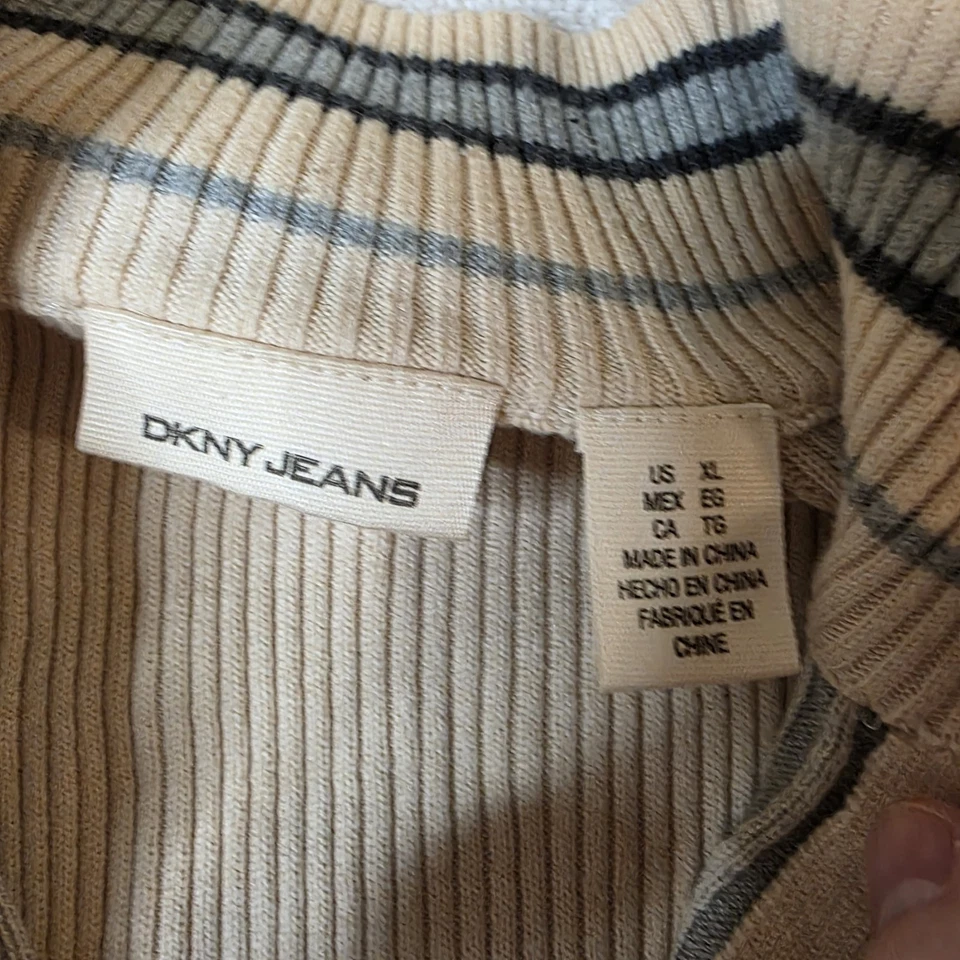 DKNY JEANS
US XL
MEX EG
CA TG
MADE IN CHINA
HECHO EN CHINA
FABRIQUÉ EN
CHINE